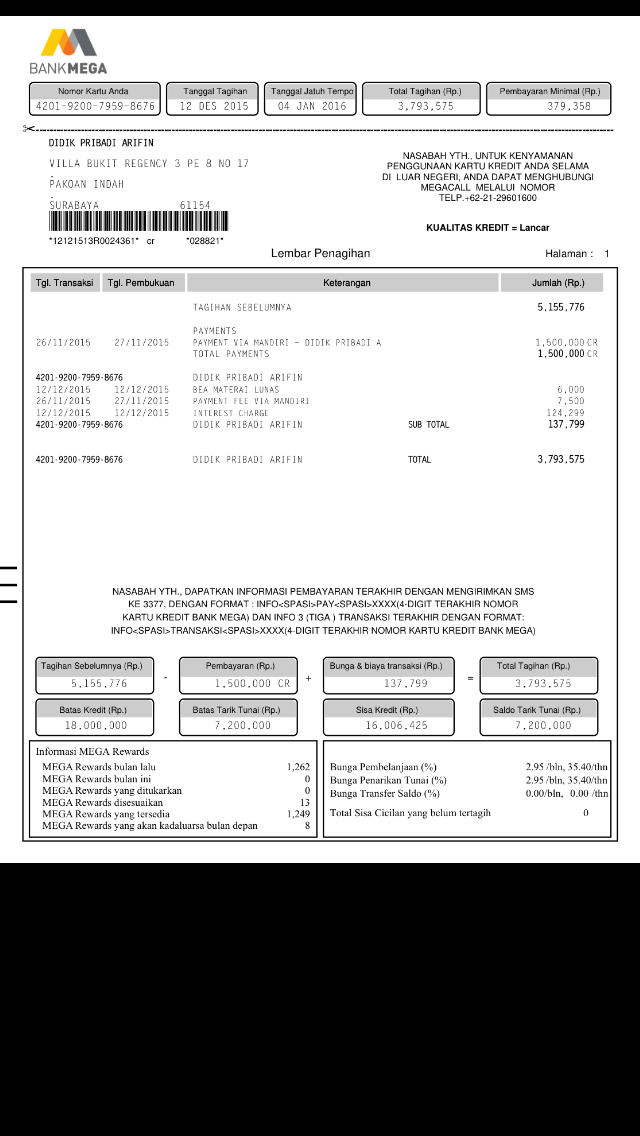 BANKMEGA
Nomor Kartu Anda Tanggal Tagihan Tanggal Jatuh Tempo Total Tagihan (Rp.) Pembayaran Minimal (Rp.)
4201-9200-7959-8676 12 DES 2015 04 JAN 2016 3,793,575 379,358
DIDIK PRIBADI ARIFIN
VILLA BUKIT REGENCY 3 PE 8 NO 17
.
PAKOAN INDAH
.
SURABAYA 61154
*12121513R0024361* cr *028821*
NASABAH YTH., UNTUK KENYAMANAN
PENGGUNAAN KARTU KREDIT ANDA SELAMA
DI LUAR NEGERI, ANDA DAPAT MENGHUBUNGI
MEGACALL MELALUI NOMOR
TELP.+62-21-29601600
KUALITAS KREDIT = Lancar
Lembar Penagihan Halaman : 1
Tgl. Transaksi Tgl. Pembukuan Keterangan Jumlah (Rp.)
TAGIHAN SEBELUMNYA 5,155,776
PAYMENTS
26/11/2015 27/11/2015 PAYMENT VIA MANDIRI - DIDIK PRIBADI A 1,500,000 CR
TOTAL PAYMENTS 1,500,000 CR
4201-9200-7959-8676 DIDIK PRIBADI ARIFIN
12/12/2015 12/12/2015 BEA MATERAI LUNAS 6,000
26/11/2015 27/11/2015 PAYMENT FEE VIA MANDIRI 7,500
12/12/2015 12/12/2015 INTEREST CHARGE 124,299
4201-9200-7959-8676 DIDIK PRIBADI ARIFIN SUB TOTAL 137,799
4201-9200-7959-8676 DIDIK PRIBADI ARIFIN TOTAL 3,793,575
NASABAH YTH., DAPATKAN INFORMASI PEMBAYARAN TERAKHIR DENGAN MENGIRIMKAN SMS
KE 3377, DENGAN FORMAT : INFO<SPASI>PAY<SPASI>XXXX(4-DIGIT TERAKHIR NOMOR
KARTU KREDIT BANK MEGA) DAN INFO 3 (TIGA ) TRANSAKSI TERAKHIR DENGAN FORMAT:
INFO<SPASI>TRANSAKSI<SPASI>XXXX(4-DIGIT TERAKHIR NOMOR KARTU KREDIT BANK MEGA)
Tagihan Sebelumnya (Rp.) Pembayaran (Rp.) Bunga & biaya transaksi (Rp.) Total Tagihan (Rp.)
5,155,776 - 1,500,000 CR + 137,799 = 3,793,575
Batas Kredit (Rp.) Batas Tarik Tunai (Rp.) Sisa Kredit (Rp.) Saldo Tarik Tunai (Rp.)
18,000,000 7,200,000 16,006,425 7,200,000
Informasi MEGA Rewards
MEGA Rewards bulan lalu 1,262
MEGA Rewards bulan ini 0
MEGA Rewards yang ditukarkan 0
MEGA Rewards disesuaikan 13
MEGA Rewards yang tersedia 1,249
MEGA Rewards yang akan kadaluarsa bulan depan 8
Bunga Pembelanjaan (%) 2.95 /bln, 35.40/thn
Bunga Penarikan Tunai (%) 2.95 /bln, 35.40/thn
Bunga Transfer Saldo (%) 0.00/bln, 0.00 /thn
Total Sisa Cicilan yang belum tertagih 0